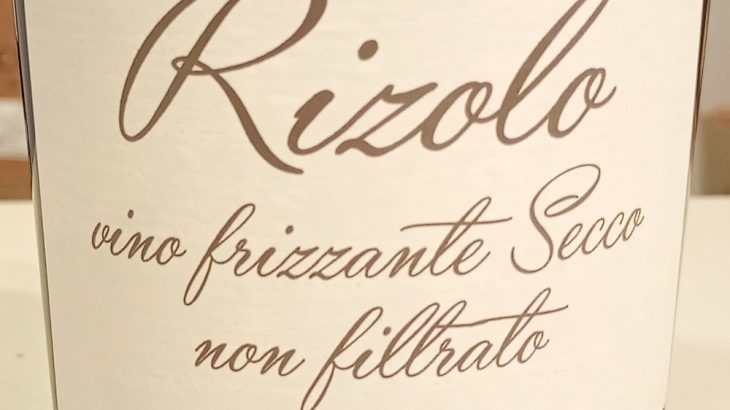 Rizolo
vino frizzante Secco
non filtrato